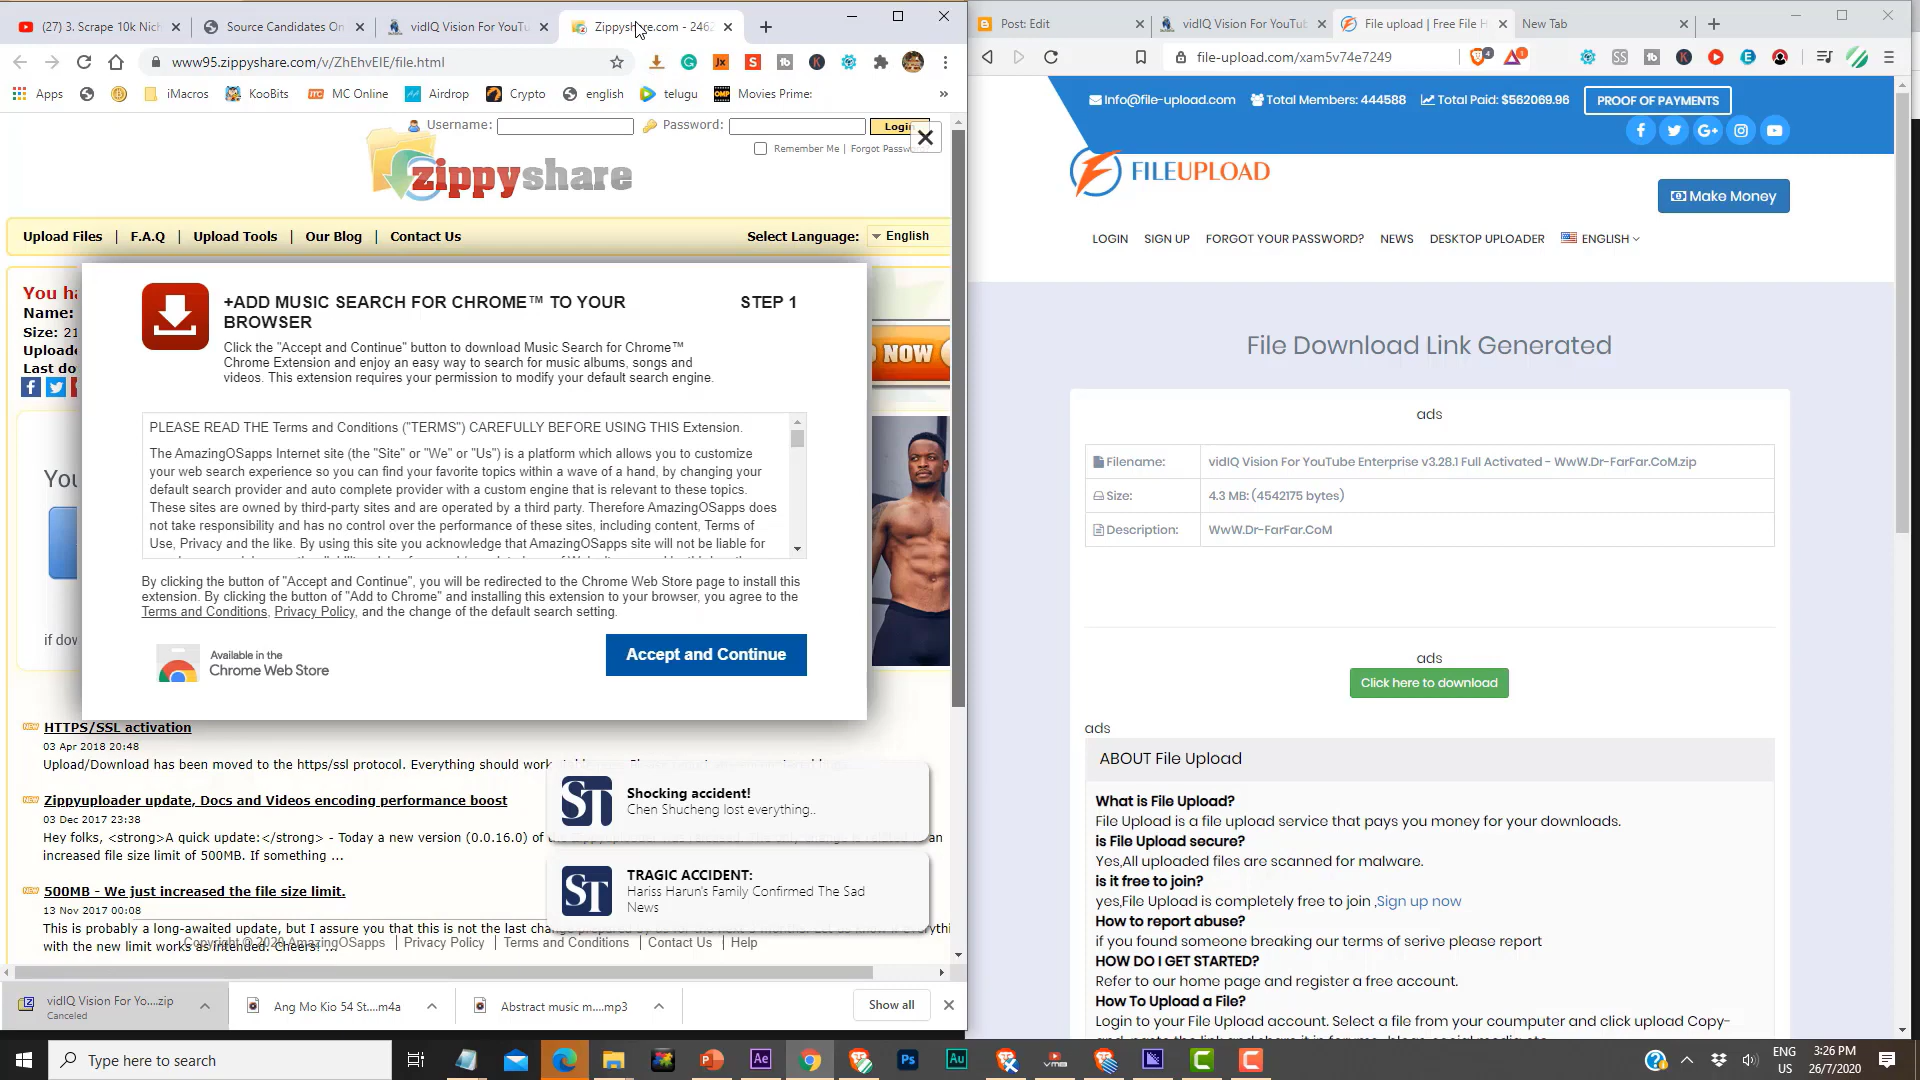 (27) 3. Scrape 10k Nich
Source Candidates On
vidIQ Vision For YouTu
Zippyshare.com - 2462
www95.zippyshare.com/v/ZhEhvEIE/file.html
Apps
iMacros
KooBits
MC Online
Airdrop
Crypto
english
telugu
Movies Prime:
Username:
Password:
Login
Remember Me | Forgot Passw
zippyshare
Upload Files | F.A.Q | Upload Tools | Our Blog | Contact Us
Select Language:
English
You ha
Name:
Size: 21
Uploade
Last do
NOW
You
if dow
+ADD MUSIC SEARCH FOR CHROME™ TO YOUR
BROWSER
STEP 1
Click the "Accept and Continue" button to download Music Search for Chrome™
Chrome Extension and enjoy an easy way to search for music albums, songs and
videos. This extension requires your permission to modify your default search engine.
PLEASE READ THE Terms and Conditions ("TERMS") CAREFULLY BEFORE USING THIS Extension.
The AmazingOSapps Internet site (the "Site" or "We" or "Us") is a platform which allows you to customize
your web search experience so you can find your favorite topics within a wave of a hand, by changing your
default search provider and auto complete provider with a custom engine that is relevant to these topics.
These sites are owned by third-party sites and are operated by a third party. Therefore AmazingOSapps does
not take responsibility and has no control over the performance of these sites, including content, Terms of
Use, Privacy and the like. By using this site you acknowledge that AmazingOSapps site will not be liable for
By clicking the button of "Accept and Continue", you will be redirected to the Chrome Web Store page to install this
extension. By clicking the button of "Add to Chrome" and installing this extension to your browser, you agree to the
Terms and Conditions, Privacy Policy, and the change of the default search setting.
Available in the
Chrome Web Store
Accept and Continue
HTTPS/SSL activation
03 Apr 2018 20:48
Upload/Download has been moved to the https/ssl protocol. Everything should work
Zippyuploader update, Docs and Videos encoding performance boost
03 Dec 2017 23:38
Hey folks, <strong>A quick update:</strong> - Today a new version (0.0.16.0) of
increased file size limit of 500MB. If something ...
500MB - We just increased the file size limit.
13 Nov 2017 00:08
This is probably a long-awaited update, but I assure you that this is not the last change
with the new limit works as intended. Cheers! ...
Copyright © 2020 AmazingOSapps | Privacy Policy | Terms and Conditions | Contact Us | Help
ST
Shocking accident!
Chen Shucheng lost everything..
ST
TRAGIC ACCIDENT:
Hariss Harun's Family Confirmed The Sad
News
vidIQ Vision For Yo....zip
Canceled
Ang Mo Kio 54 St....m4a
Abstract music m....mp3
Show all
Post: Edit
vidIQ Vision For YouTub
File upload | Free File H
New Tab
file-upload.com/xam5v74e7249
Info@file-upload.com
Total Members: 444588
Total Paid: $562069.96
PROOF OF PAYMENTS
FILEUPLOAD
Make Money
LOGIN
SIGN UP
FORGOT YOUR PASSWORD?
NEWS
DESKTOP UPLOADER
ENGLISH
File Download Link Generated
ads
Filename:
vidIQ Vision For YouTube Enterprise v3.28.1 Full Activated - WwW.Dr-FarFar.CoM.zip
Size:
4.3 MB: (4542175 bytes)
Description:
WwW.Dr-FarFar.CoM
ads
Click here to download
ads
ABOUT File Upload
What is File Upload?
File Upload is a file upload service that pays you money for your downloads.
is File Upload secure?
Yes,All uploaded files are scanned for malware.
is it free to join?
yes,File Upload is completely free to join ,Sign up now
How to report abuse?
if you found someone breaking our terms of serive please report
HOW DO I GET STARTED?
Refer to our home page and register a free account.
How To Upload a File?
Login to your File Upload account. Select a file from your coumputer and click upload Copy-
Type here to search
ENG
US
3:26 PM
26/7/2020